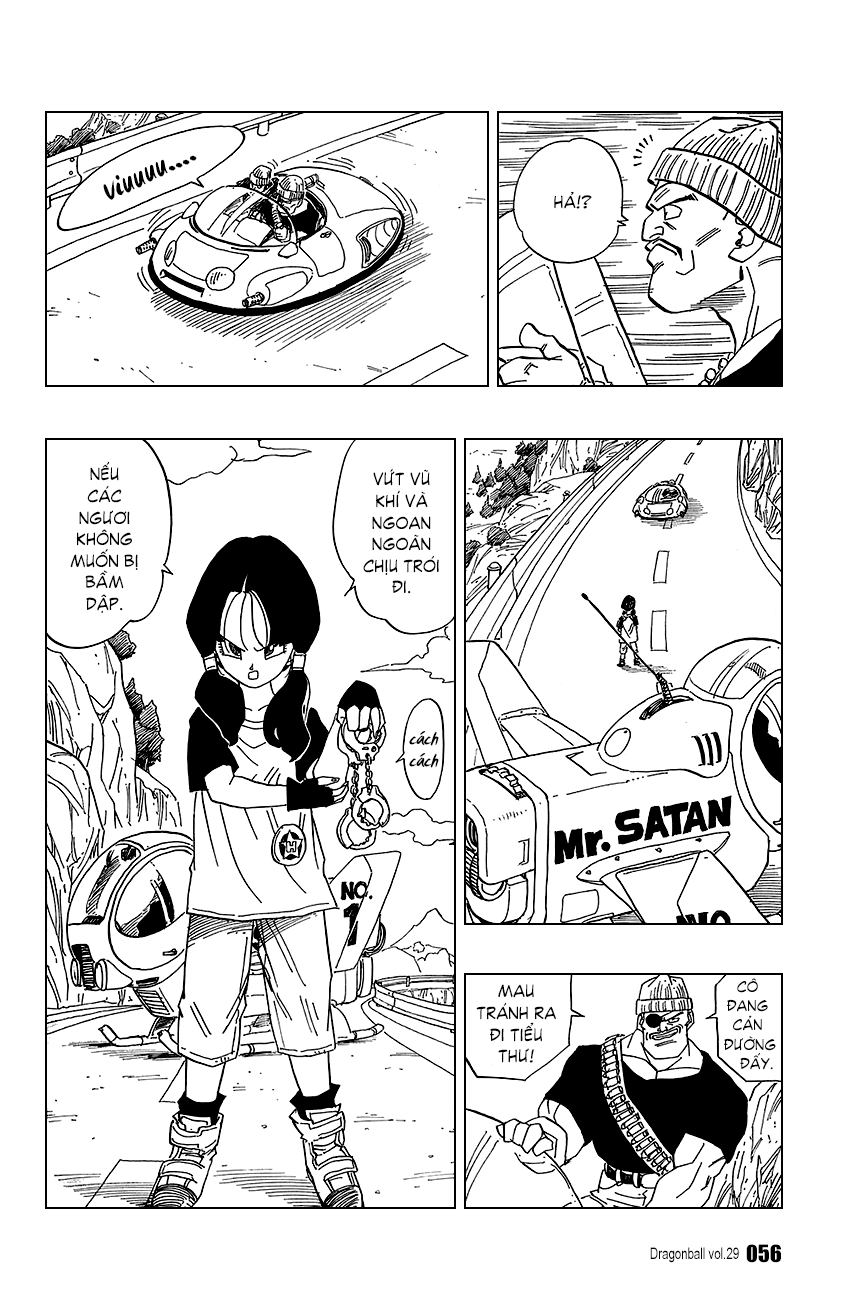 HẢ!?
Viuuuu....
Mr. SATAN
NO.
CÔ
ĐANG
CẢN
ĐƯỜNG
ĐẤY.
MAU
TRÁNH RA
ĐI TIỂU
THƯ!
VỨT VŨ
KHÍ VÀ
NGOAN
NGOÃN
CHỊU TRÓI
ĐI.
NẾU
CÁC
NGƯƠI
KHÔNG
MUỐN BỊ
BẦM
DẬP.
cách
cách
H
NO.
1
Dragonball vol.29 056